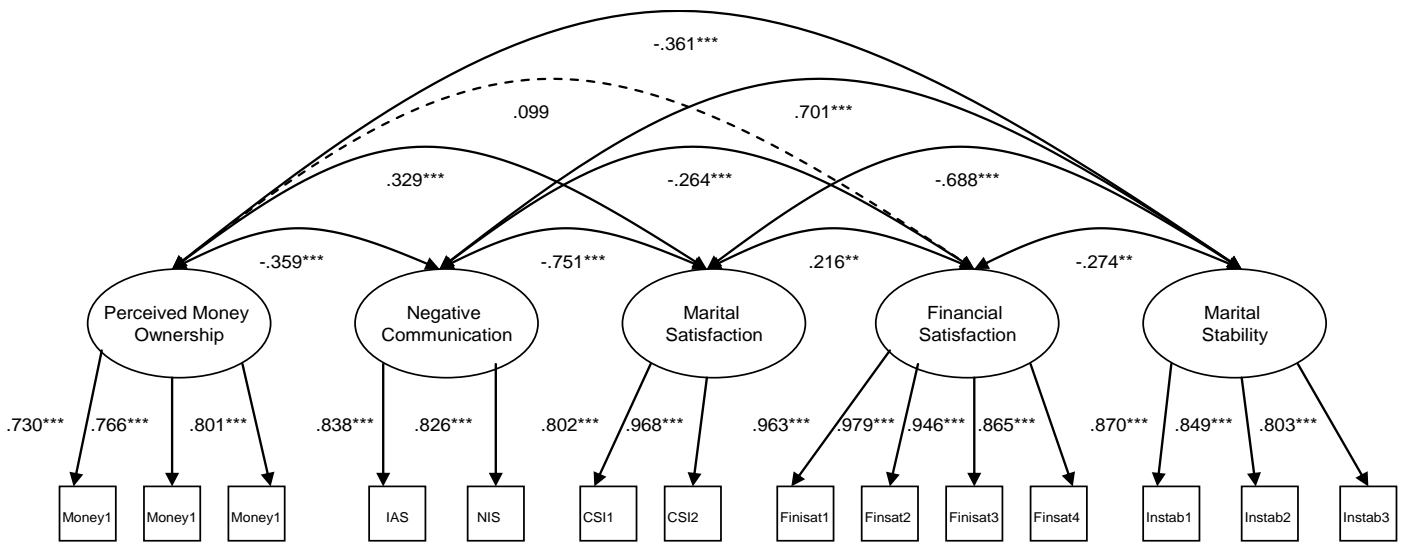 -.361***
.099
.701***
.329***
-.264***
-.688***
-.359***
-.751***
.216**
-.274**
Perceived Money
Ownership
Negative
Communication
Marital
Satisfaction
Financial
Satisfaction
Marital
Stability
.730***
.766***
.801***
.838***
.826***
.802***
.968***
.963***
.979***
.946***
.865***
.870***
.849***
.803***
Money1
Money1
Money1
IAS
NIS
CSI1
CSI2
Finisat1
Finsat2
Finisat3
Finsat4
Instab1
Instab2
Instab3